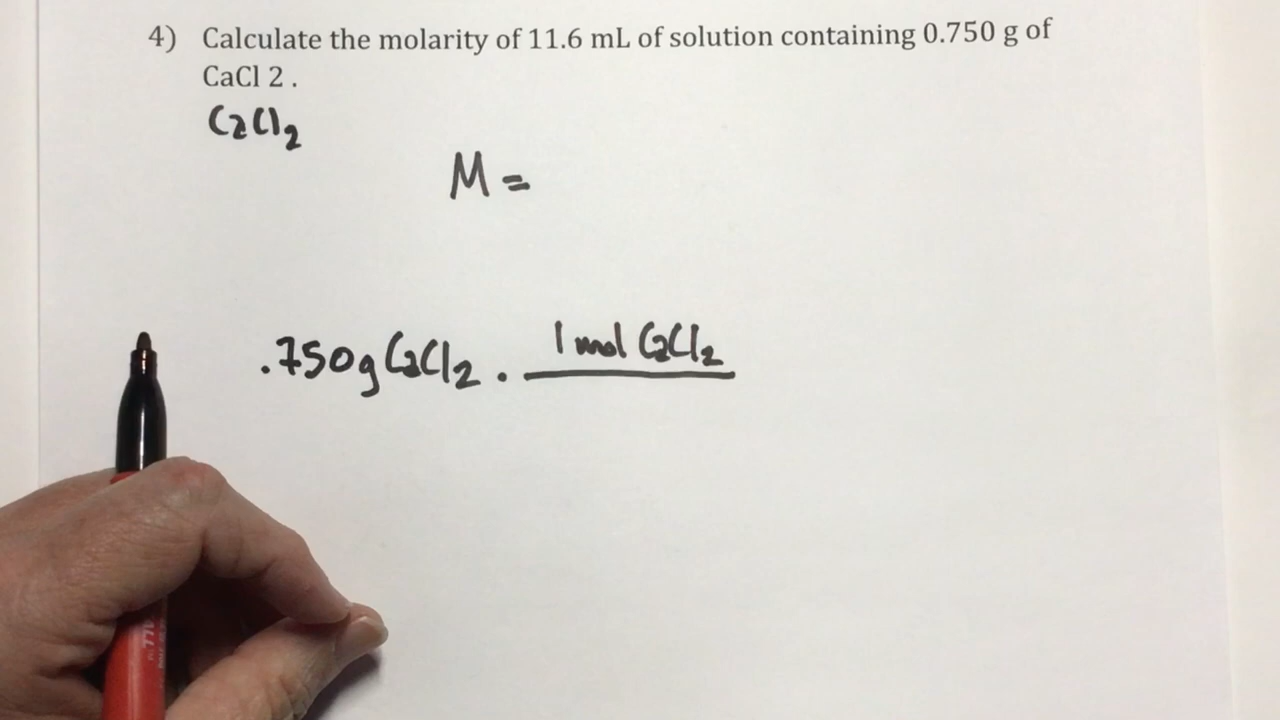 4) Calculate the molarity of 11.6 mL of solution containing 0.750 g of
CaCl 2 .
CaCl₂
M =
.750g CaCl₂ . 1 mol CaCl₂